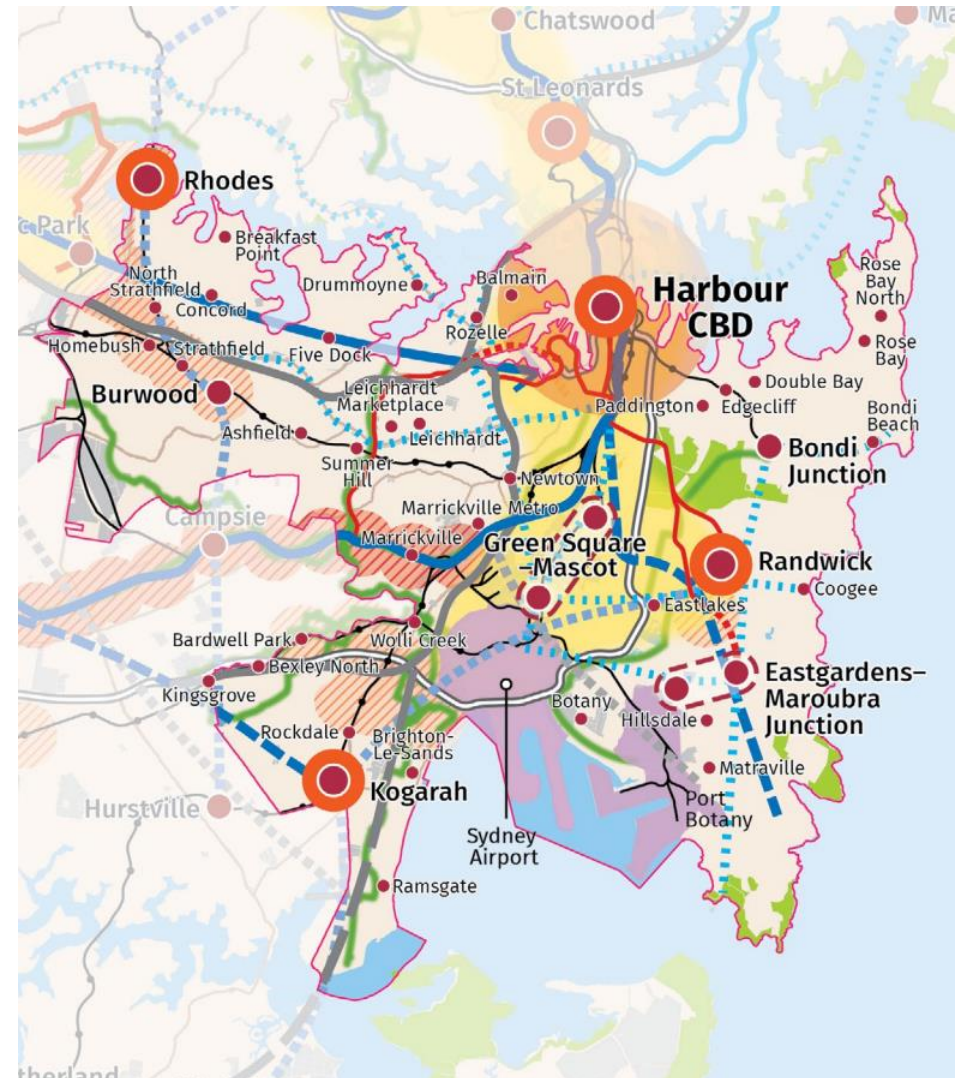 Chatswood
Ma
St Leonards
Rhodes
c Park
Breakfast
Point
North
Strathfield
Concord
Drummoyne
Balmain
Harbour
CBD
Rose
Bay
North
Rozelle
Homebush
Strathfield
Five Dock
Rose
Bay
Burwood
Leichhardt
Marketplace
Double Bay
Paddington
Edgecliff
Bondi
Beach
Ashfield
Leichhardt
Bondi
Junction
Summer
Hill
Newtown
Marrickville Metro
Campsie
Marrickville
Green Square
–Mascot
Randwick
Coogee
Eastlakes
Bardwell Park
Wolli Creek
Bexley North
Kingsgrove
Eastgardens–
Maroubra
Junction
Botany
Hillsdale
Rockdale
Brighton-
Le-Sands
Matraville
Kogarah
Hurstville
Port
Botany
Sydney
Airport
Ramsgate
therland